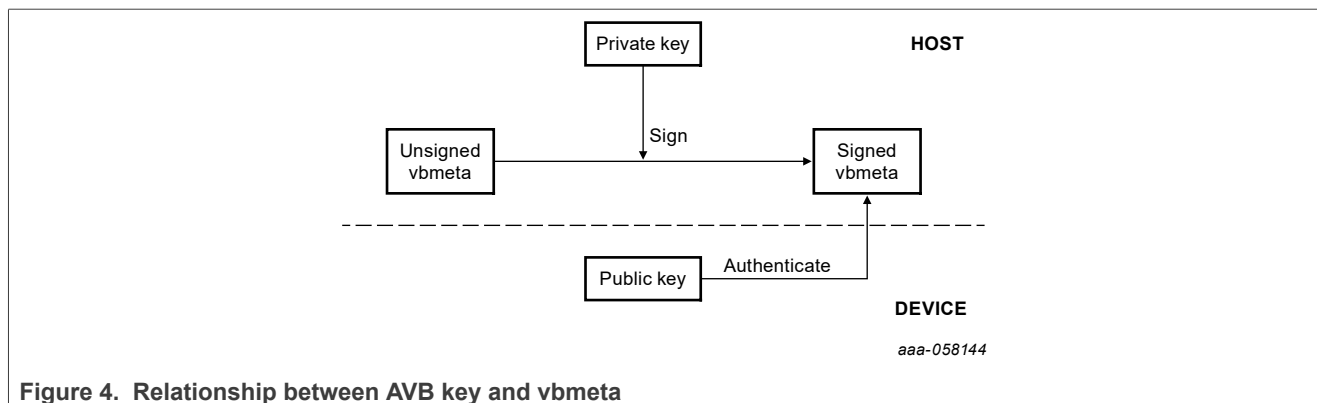 Private key
HOST
Sign
Unsigned
vbmeta
Signed
vbmeta
Public key
Authenticate
DEVICE
aaa-058144
Figure 4. Relationship between AVB key and vbmeta